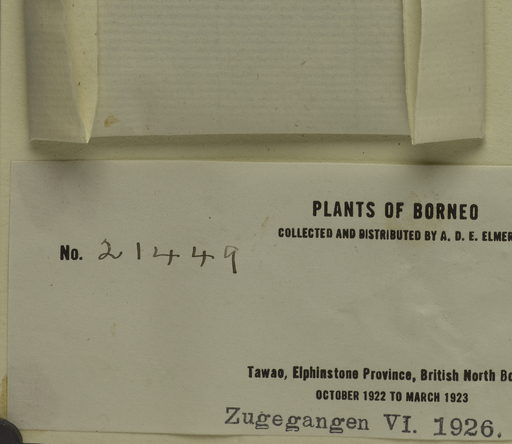 PLANTS OF BORNEO
COLLECTED AND DISTRIBUTED BY A. D. E. ELMER
No. 21449
Tawao, Elphinstone Province, British North Bo
OCTOBER 1922 TO MARCH 1923
Zugegangen VI. 1926.